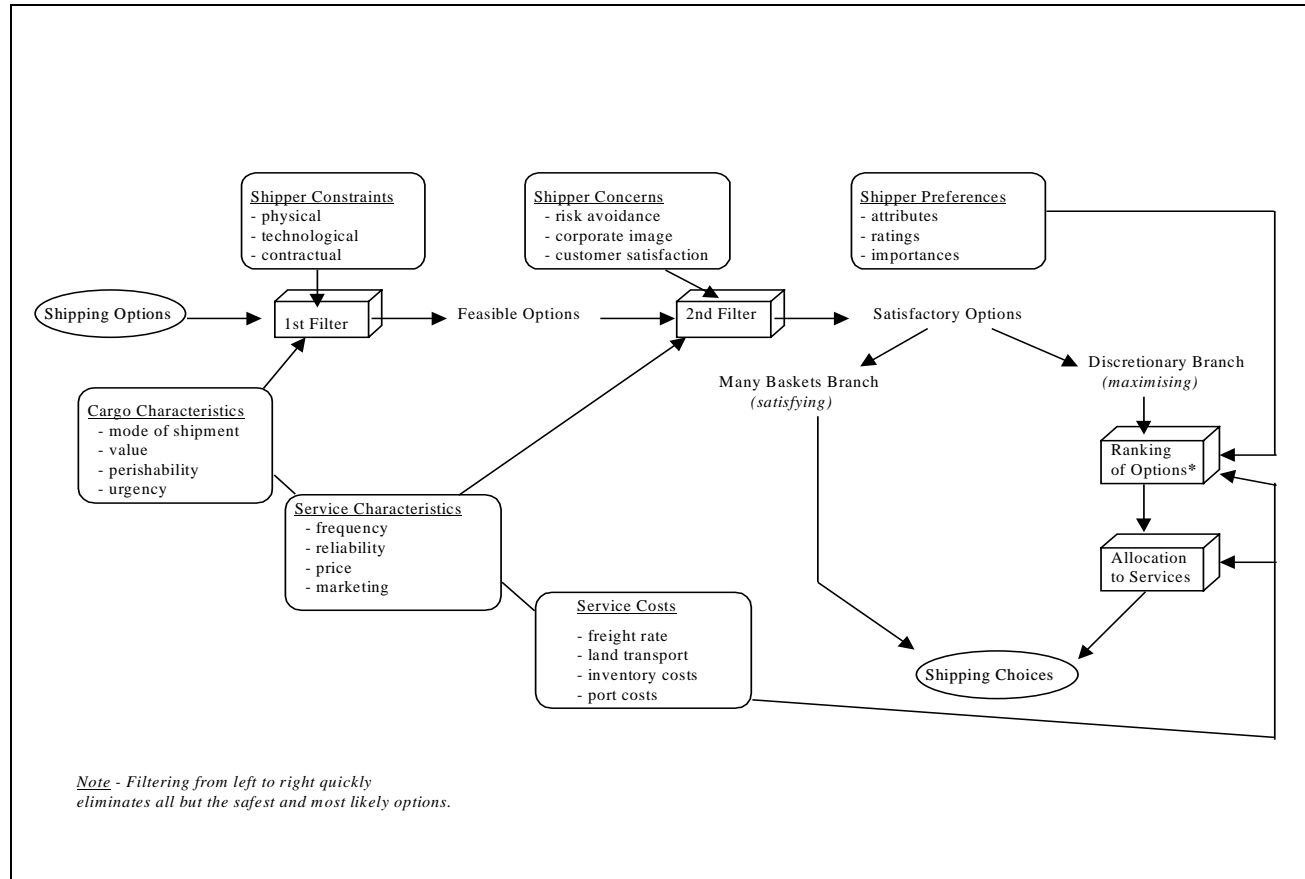 Shipper Constraints
- physical
- technological
- contractual
Shipper Concerns
- risk avoidance
- corporate image
- customer satisfaction
Shipper Preferences
- attributes
- ratings
- importances
Shipping Options
1st Filter
Feasible Options
2nd Filter
Satisfactory Options
Many Baskets Branch
(satisfying)
Discretionary Branch
(maximising)
Cargo Characteristics
- mode of shipment
- value
- perishability
- urgency
Ranking
of Options*
Service Characteristics
- frequency
- reliability
- price
- marketing
Allocation
to Services
Service Costs
- freight rate
- land transport
- inventory costs
- port costs
Shipping Choices
Note - Filtering from left to right quickly
eliminates all but the safest and most likely options.